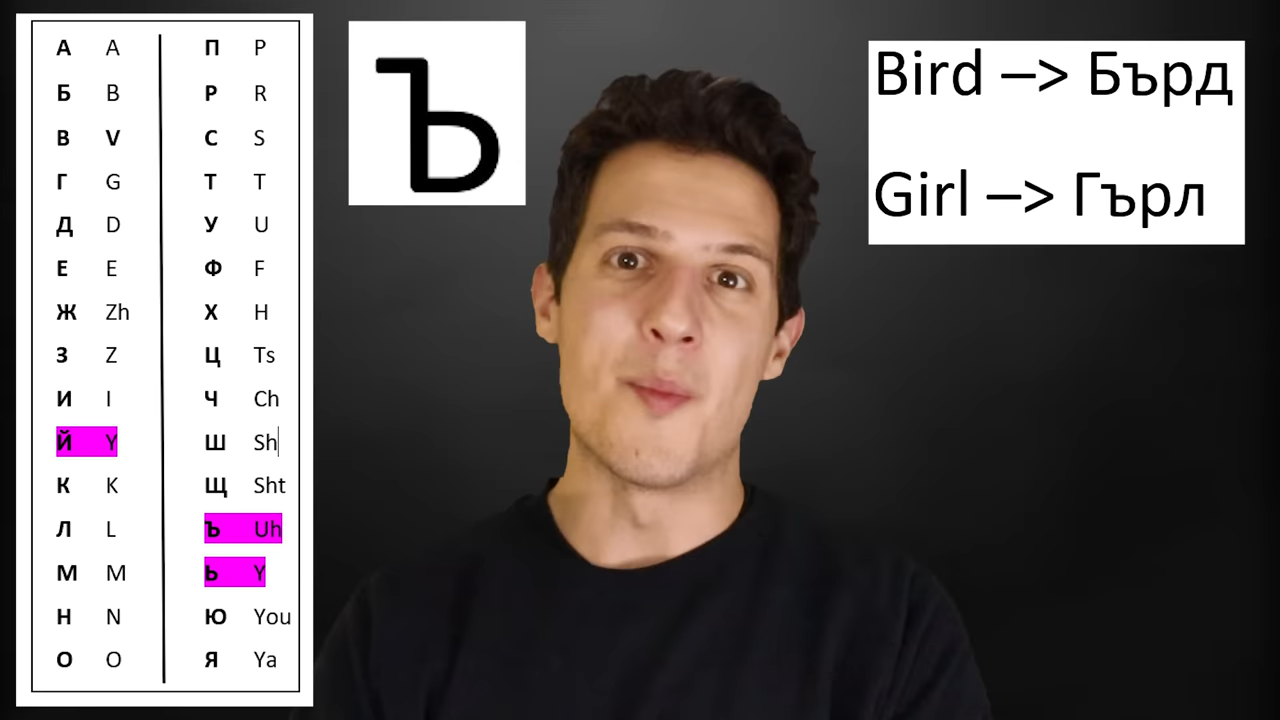 А A
Б B
В V
Г G
Д D
Е E
Ж Zh
З Z
И I
Й Y
К K
Л L
М M
Н N
О O
П P
Р R
С S
Т T
У U
Ф F
Х H
Ц Ts
Ч Ch
Ш Sh
Щ Sht
Ъ Uh
Ь Y
Ю You
Я Ya
Ъ
Bird –> Бърд
Girl –> Гърл